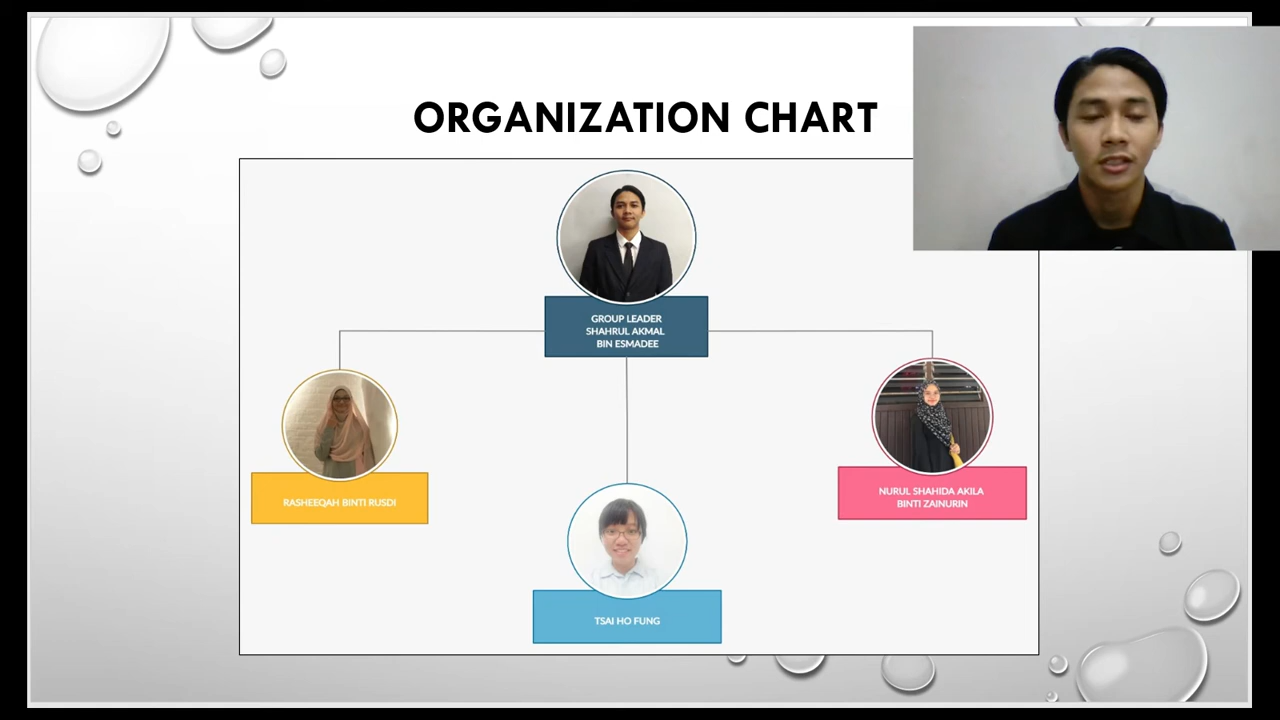 ORGANIZATION CHART
GROUP LEADER
SHAHRUL AKMAL
BIN ESMADEE
RASHEEQAH BINTI RUSDI
NURUL SHAHIDA AKILA
BINTI ZAINURIN
TSAI HO FUNG